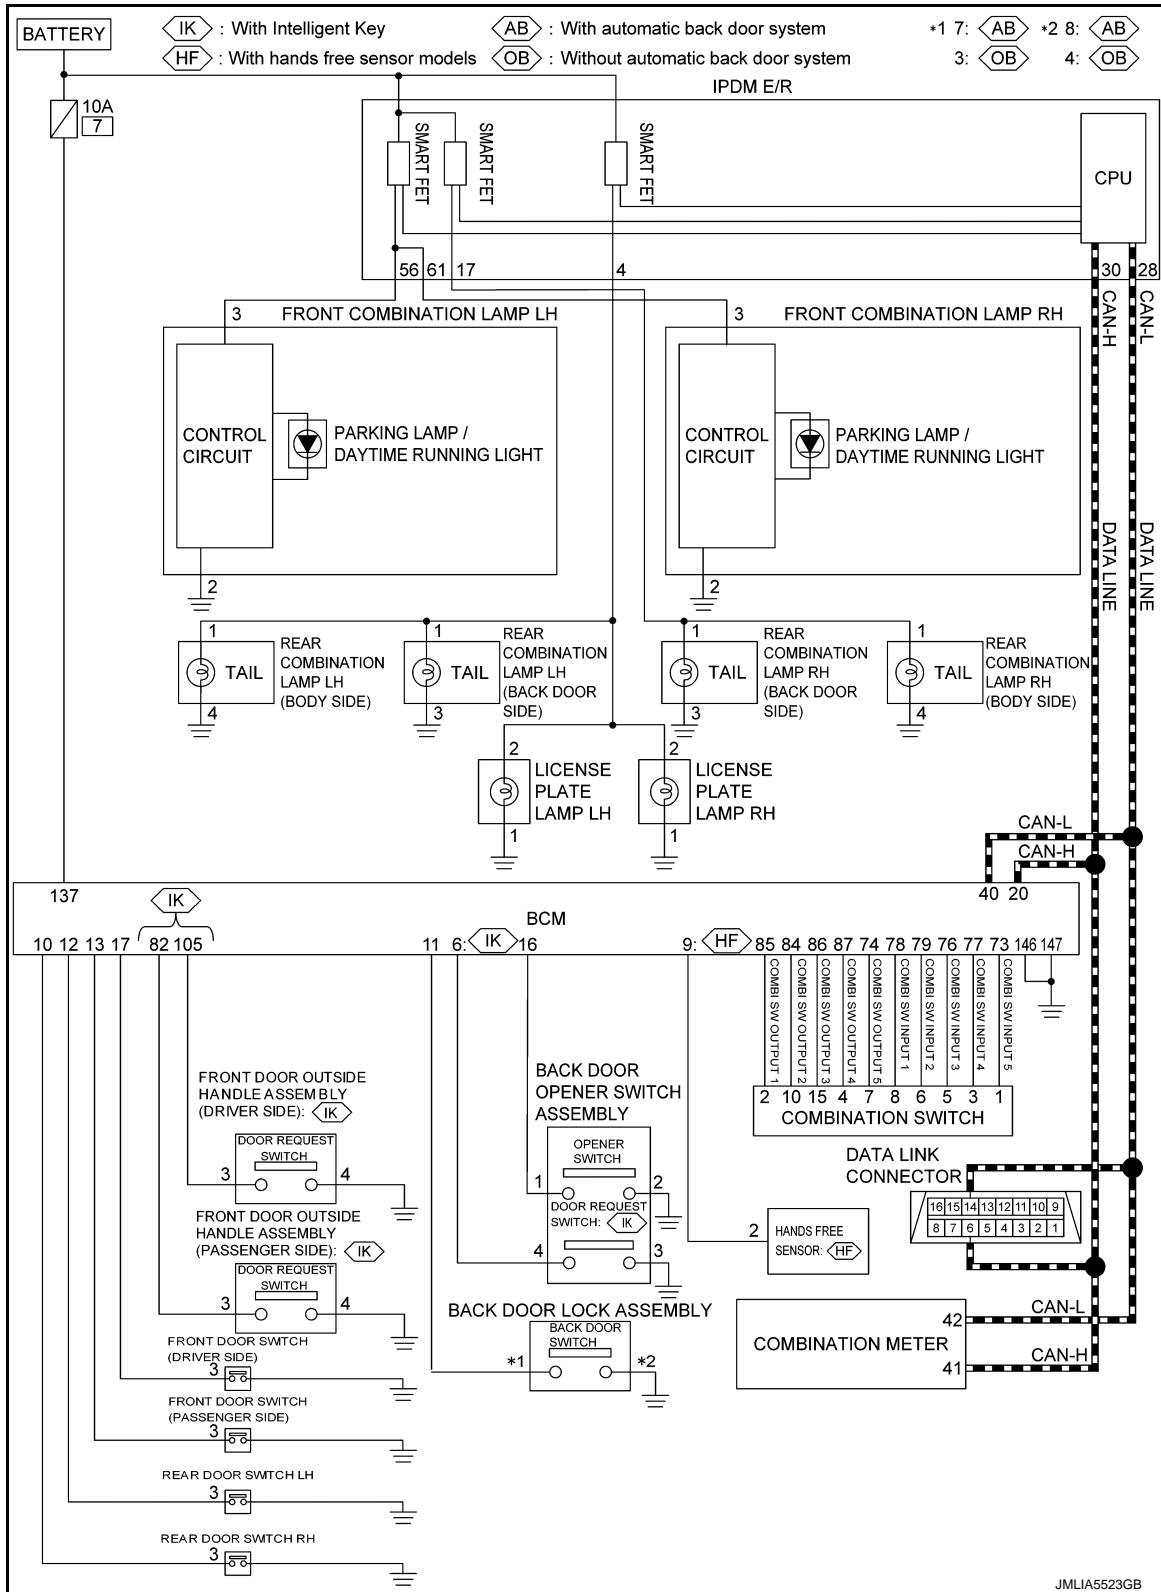 BATTERY
IK : With Intelligent Key
AB : With automatic back door system
*1 7: AB *2 8: AB
HF : With hands free sensor models
OB : Without automatic back door system
3: OB 4: OB
IPDM E/R
10A
7
SMART FET
SMART FET
SMART FET
CPU
56 61 17 4 30 28
CAN-H
CAN-L
3 FRONT COMBINATION LAMP LH
3 FRONT COMBINATION LAMP RH
CONTROL
CIRCUIT
PARKING LAMP /
DAYTIME RUNNING LIGHT
CONTROL
CIRCUIT
PARKING LAMP /
DAYTIME RUNNING LIGHT
DATA LINE
DATA LINE
2
2
1
TAIL
4
REAR
COMBINATION
LAMP LH
(BODY SIDE)
1
TAIL
3
REAR
COMBINATION
LAMP LH
(BACK DOOR
SIDE)
1
TAIL
3
REAR
COMBINATION
LAMP RH
(BACK DOOR
SIDE)
1
TAIL
4
REAR
COMBINATION
LAMP RH
(BODY SIDE)
2
LICENSE
PLATE
LAMP LH
1
2
LICENSE
PLATE
LAMP RH
1
CAN-L
CAN-H
137
IK
BCM
40 20
10 12 13 17 82 105 11 6: IK 16 9: HF 85 84 86 87 74 78 79 76 77 73 146 147
COMBI SW OUTPUT 1
COMBI SW OUTPUT 2
COMBI SW OUTPUT 3
COMBI SW OUTPUT 4
COMBI SW OUTPUT 5
COMBI SW INPUT 1
COMBI SW INPUT 2
COMBI SW INPUT 3
COMBI SW INPUT 4
COMBI SW INPUT 5
2 10 15 4 7 8 6 5 3 1
COMBINATION SWITCH
FRONT DOOR OUTSIDE
HANDLE ASSEMBLY
(DRIVER SIDE): IK
DOOR REQUEST
SWITCH
3 4
FRONT DOOR OUTSIDE
HANDLE ASSEMBLY
(PASSENGER SIDE): IK
DOOR REQUEST
SWITCH
3 4
BACK DOOR
OPENER SWITCH
ASSEMBLY
OPENER
SWITCH
1 2
DOOR REQUEST
SWITCH: IK
4 3
DATA LINK
CONNECTOR
16 15 14 13 12 11 10 9
8 7 6 5 4 3 2 1
2 HANDS FREE
SENSOR: HF
BACK DOOR LOCK ASSEMBLY
BACK DOOR
SWITCH
*1 *2
COMBINATION METER
42 CAN-L
41 CAN-H
FRONT DOOR SWITCH
(DRIVER SIDE)
3
FRONT DOOR SWITCH
(PASSENGER SIDE)
3
REAR DOOR SWITCH LH
3
REAR DOOR SWITCH RH
3
JMLIA5523GB